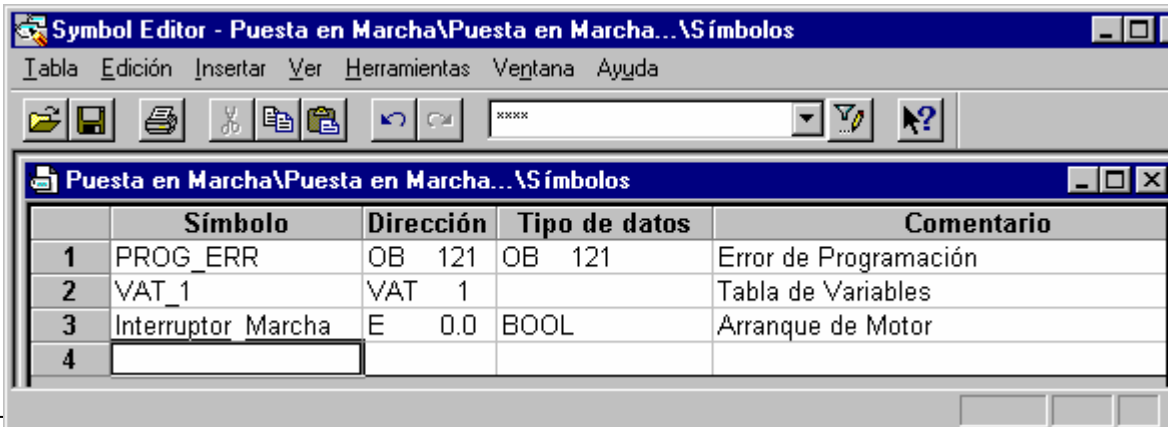 Symbol Editor - Puesta en Marcha\Puesta en Marcha...\Símbolos
Tabla Edición Insertar Ver Herramientas Ventana Ayuda
****
Puesta en Marcha\Puesta en Marcha...\Símbolos
Símbolo Dirección Tipo de datos Comentario
1 PROG_ERR OB 121 OB 121 Error de Programación
2 VAT_1 VAT 1 Tabla de Variables
3 Interruptor_Marcha E 0.0 BOOL Arranque de Motor
4